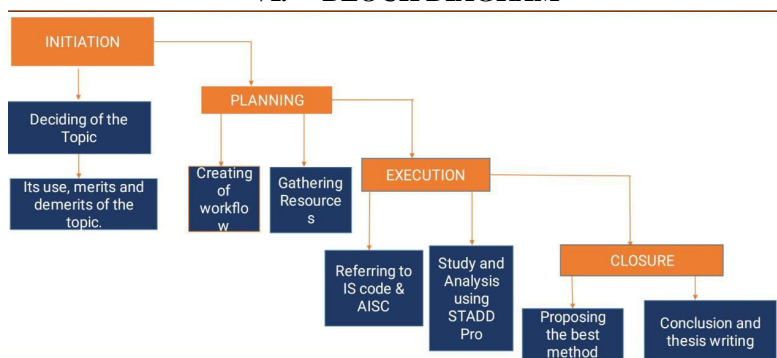 INITIATION
PLANNING
Deciding of the
Topic
EXECUTION
Creating
of
workflo
w
Gathering
Resource
s
Its use, merits and
demerits of the
topic.
CLOSURE
Referring to
IS code &
AISC
Study and
Analysis
using
STADD
Pro
Proposing
the best
method
Conclusion and
thesis writing